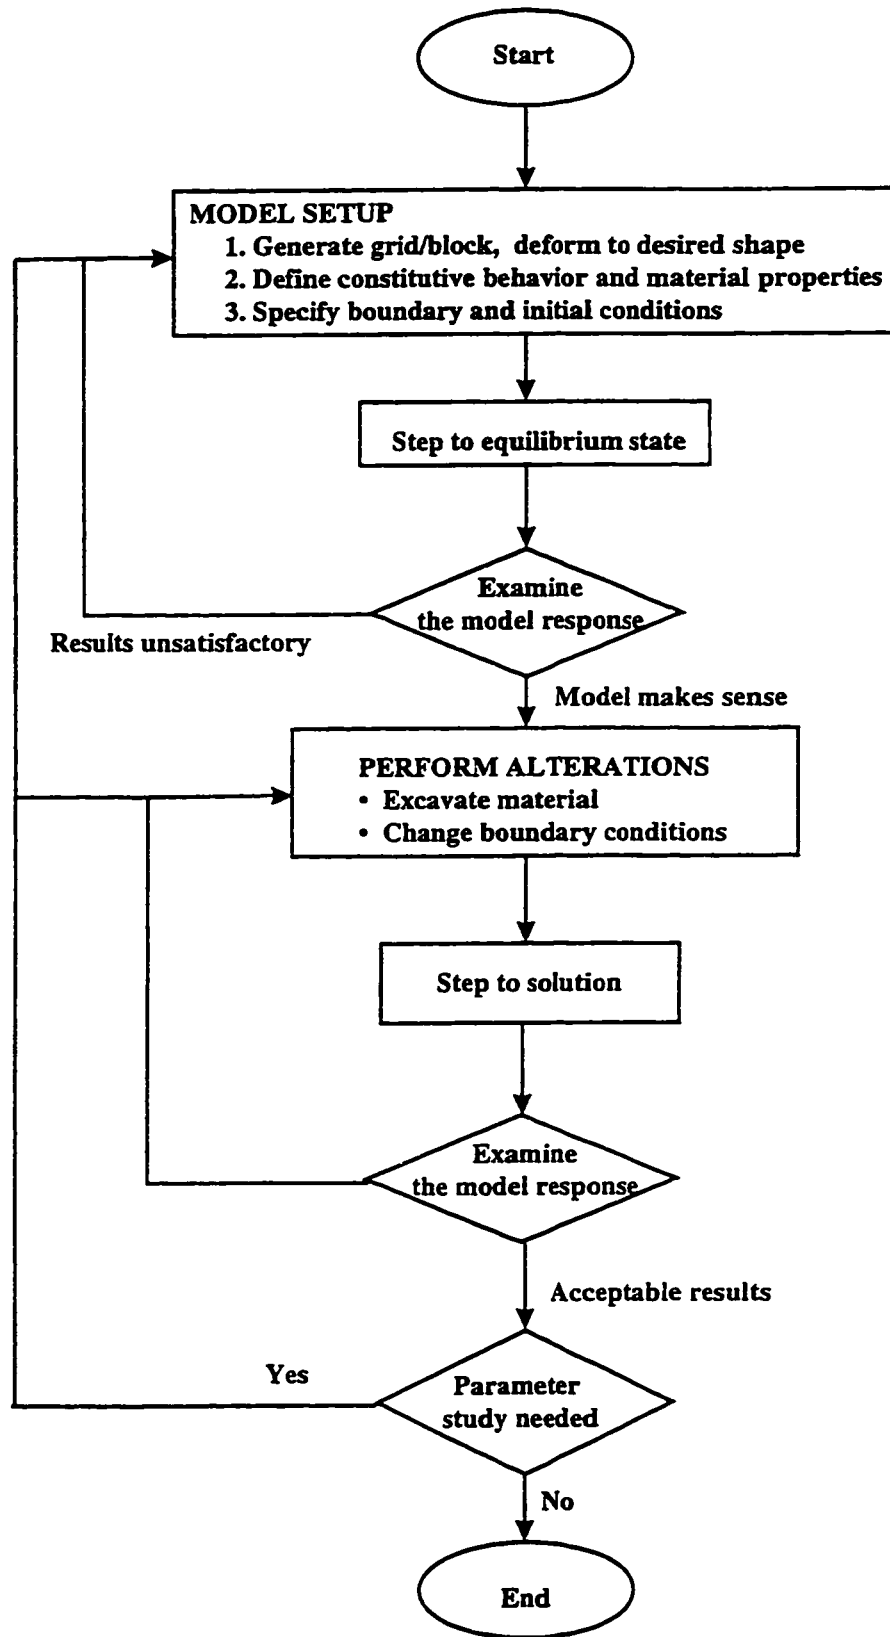 Start
MODEL SETUP
1. Generate grid/block, deform to desired shape
2. Define constitutive behavior and material properties
3. Specify boundary and initial conditions
Step to equilibrium state
Examine
the model response
Results unsatisfactory
Model makes sense
PERFORM ALTERATIONS
• Excavate material
• Change boundary conditions
Step to solution
Examine
the model response
Acceptable results
Yes
Parameter
study needed
No
End